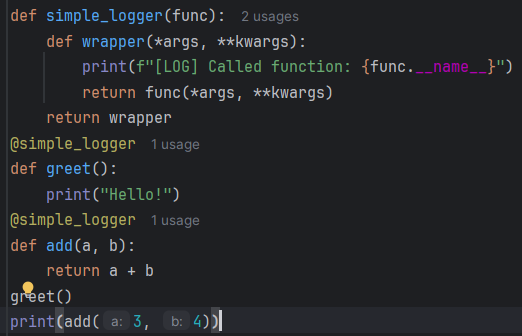 def simple_logger(func): 2 usages
    def wrapper(*args, **kwargs):
        print(f"[LOG] Called function: {func.__name__}")
        return func(*args, **kwargs)
    return wrapper
@simple_logger 1 usage
def greet():
    print("Hello!")
@simple_logger 1 usage
def add(a, b):
    return a + b
greet()
print(add( a: 3, b: 4))